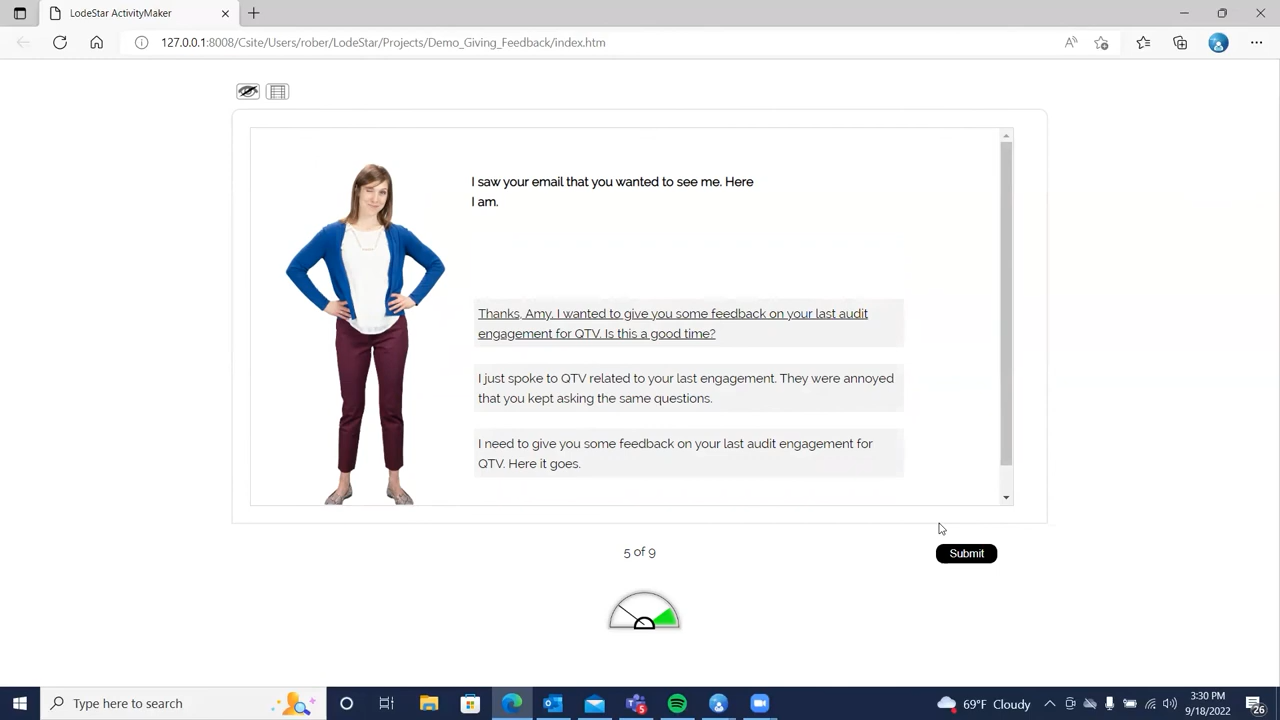 LodeStar ActivityMaker
127.0.0.1:8008/Csite/Users/rober/LodeStar/Projects/Demo_Giving_Feedback/index.htm
I saw your email that you wanted to see me. Here
I am.
Thanks, Amy. I wanted to give you some feedback on your last audit
engagement for QTV. Is this a good time?
I just spoke to QTV related to your last engagement. They were annoyed
that you kept asking the same questions.
I need to give you some feedback on your last audit engagement for
QTV. Here it goes.
5 of 9
Submit
Type here to search
5
69°F Cloudy
3:30 PM
9/18/2022
26